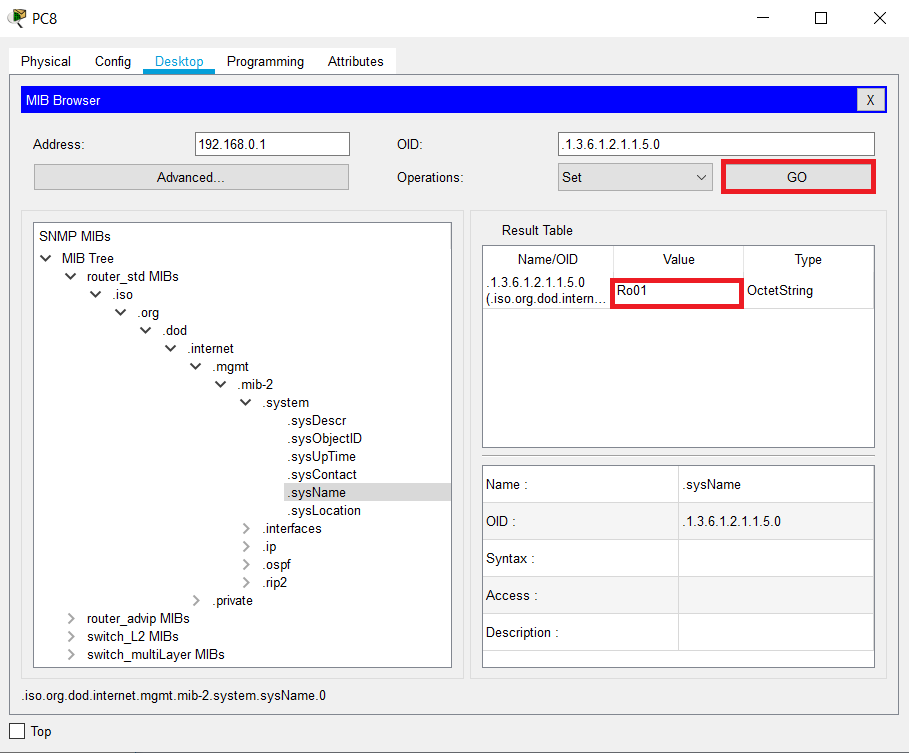 PC8
Physical Config Desktop Programming Attributes
MIB Browser X
Address: 192.168.0.1 OID: .1.3.6.1.2.1.1.5.0
Advanced... Operations: Set GO
SNMP MIBs
MIB Tree
router_std MIBs
.iso
.org
.dod
.internet
.mgmt
.mib-2
.system
.sysDescr
.sysObjectID
.sysUpTime
.sysContact
.sysName
.sysLocation
.interfaces
.ip
.ospf
.rip2
.private
router_advip MIBs
switch_L2 MIBs
switch_multiLayer MIBs
Result Table
Name/OID Value Type
.1.3.6.1.2.1.1.5.0 Ro01 OctetString
(.iso.org.dod.intern...
Name : .sysName
OID : .1.3.6.1.2.1.1.5.0
Syntax :
Access :
Description :
.iso.org.dod.internet.mgmt.mib-2.system.sysName.0
Top